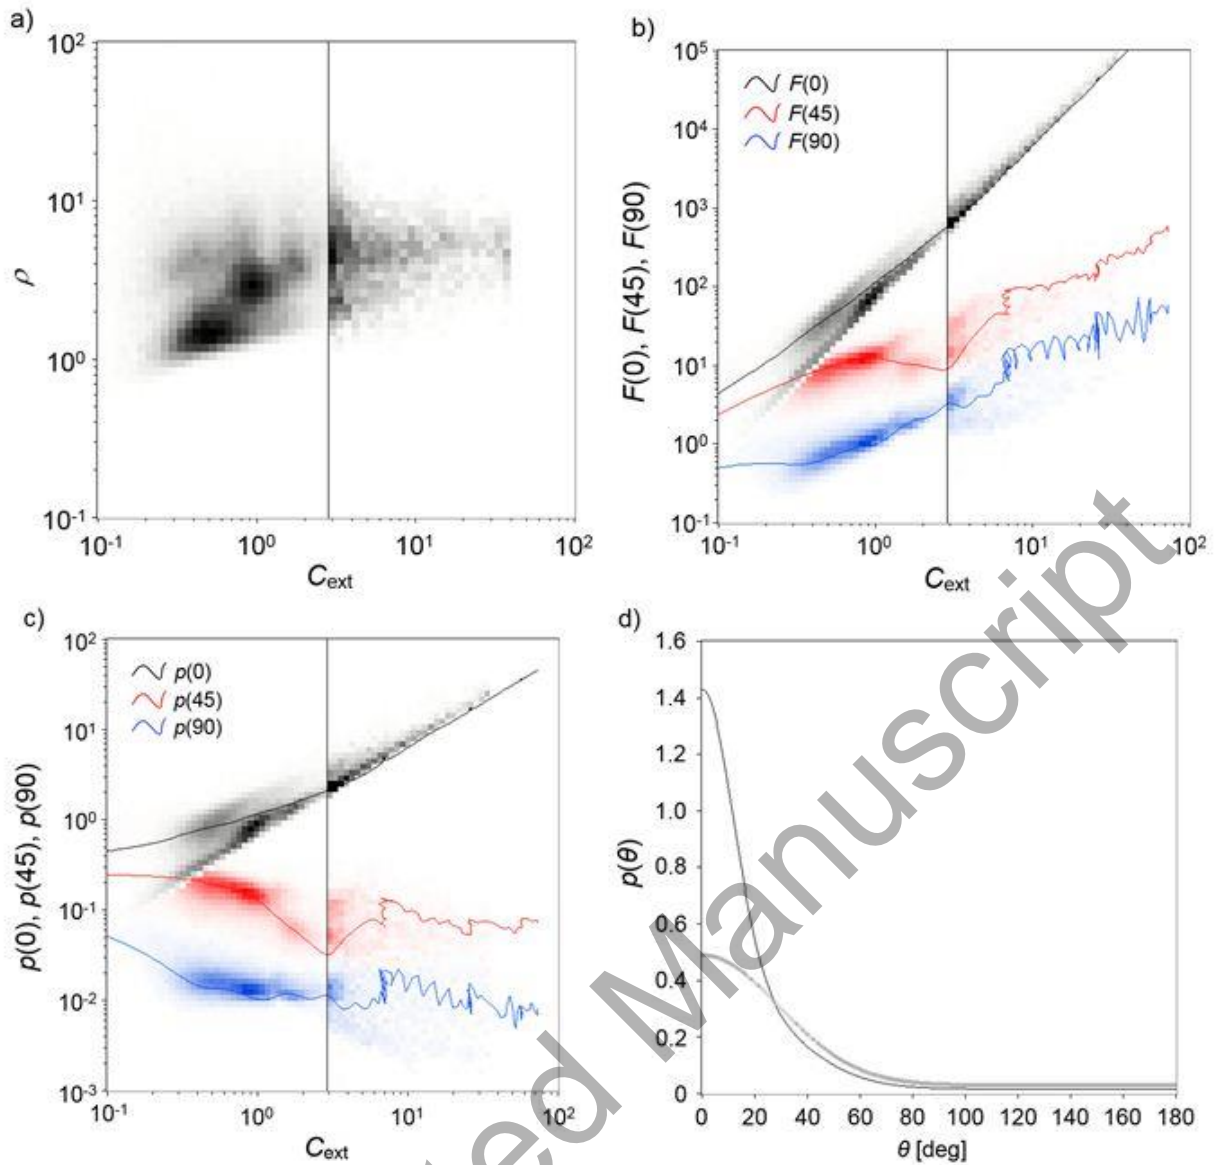 a)
10²
10¹
10⁰
10⁻¹
ρ
10⁻¹ 10⁰ 10¹ 10²
C_ext
b)
F(0)
F(45)
F(90)
10⁵
10⁴
10³
10²
10¹
10⁰
10⁻¹
F(0), F(45), F(90)
10⁻¹ 10⁰ 10¹ 10²
C_ext
c)
p(0)
p(45)
p(90)
10²
10¹
10⁰
10⁻¹
10⁻²
10⁻³
p(0), p(45), p(90)
10⁻¹ 10⁰ 10¹ 10²
C_ext
d)
1.6
1.4
1.2
1.0
0.8
0.6
0.4
0.2
0
p(θ)
0 20 40 60 80 100 120 140 160 180
θ [deg]
ed Manuscript